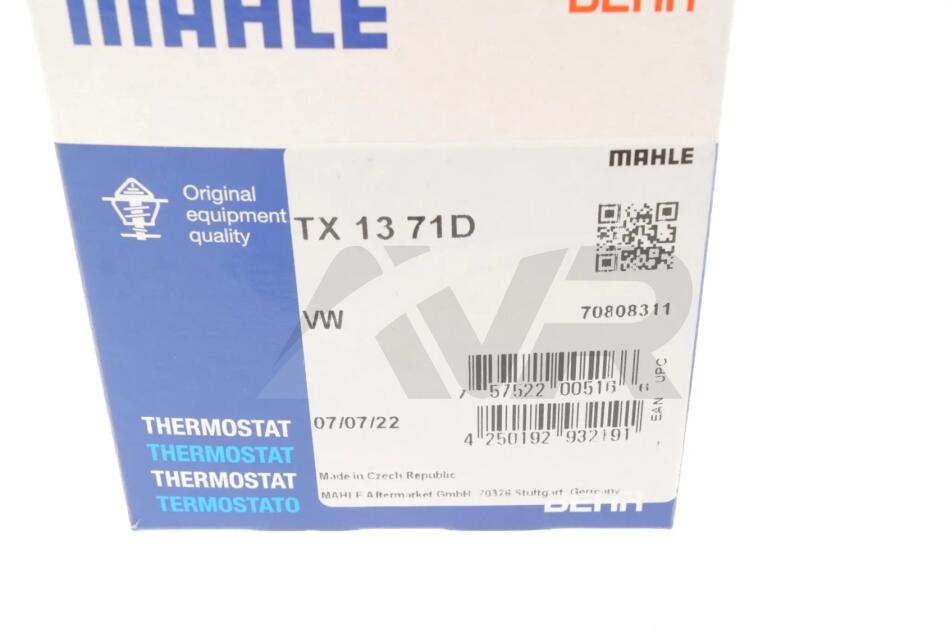 MAHLE
BEHR
MAHLE
Original
equipment
quality
TX 13 71D
VW
70808311
7 57522 00516 6
UPC
4 250192 932191
EAN
07/07/22
THERMOSTAT
THERMOSTAT
THERMOSTAT
TERMOSTATO
Made in Czech Republic
MAHLE Aftermarket GmbH, 70376 Stuttgart, Germany
BEHR
AVR